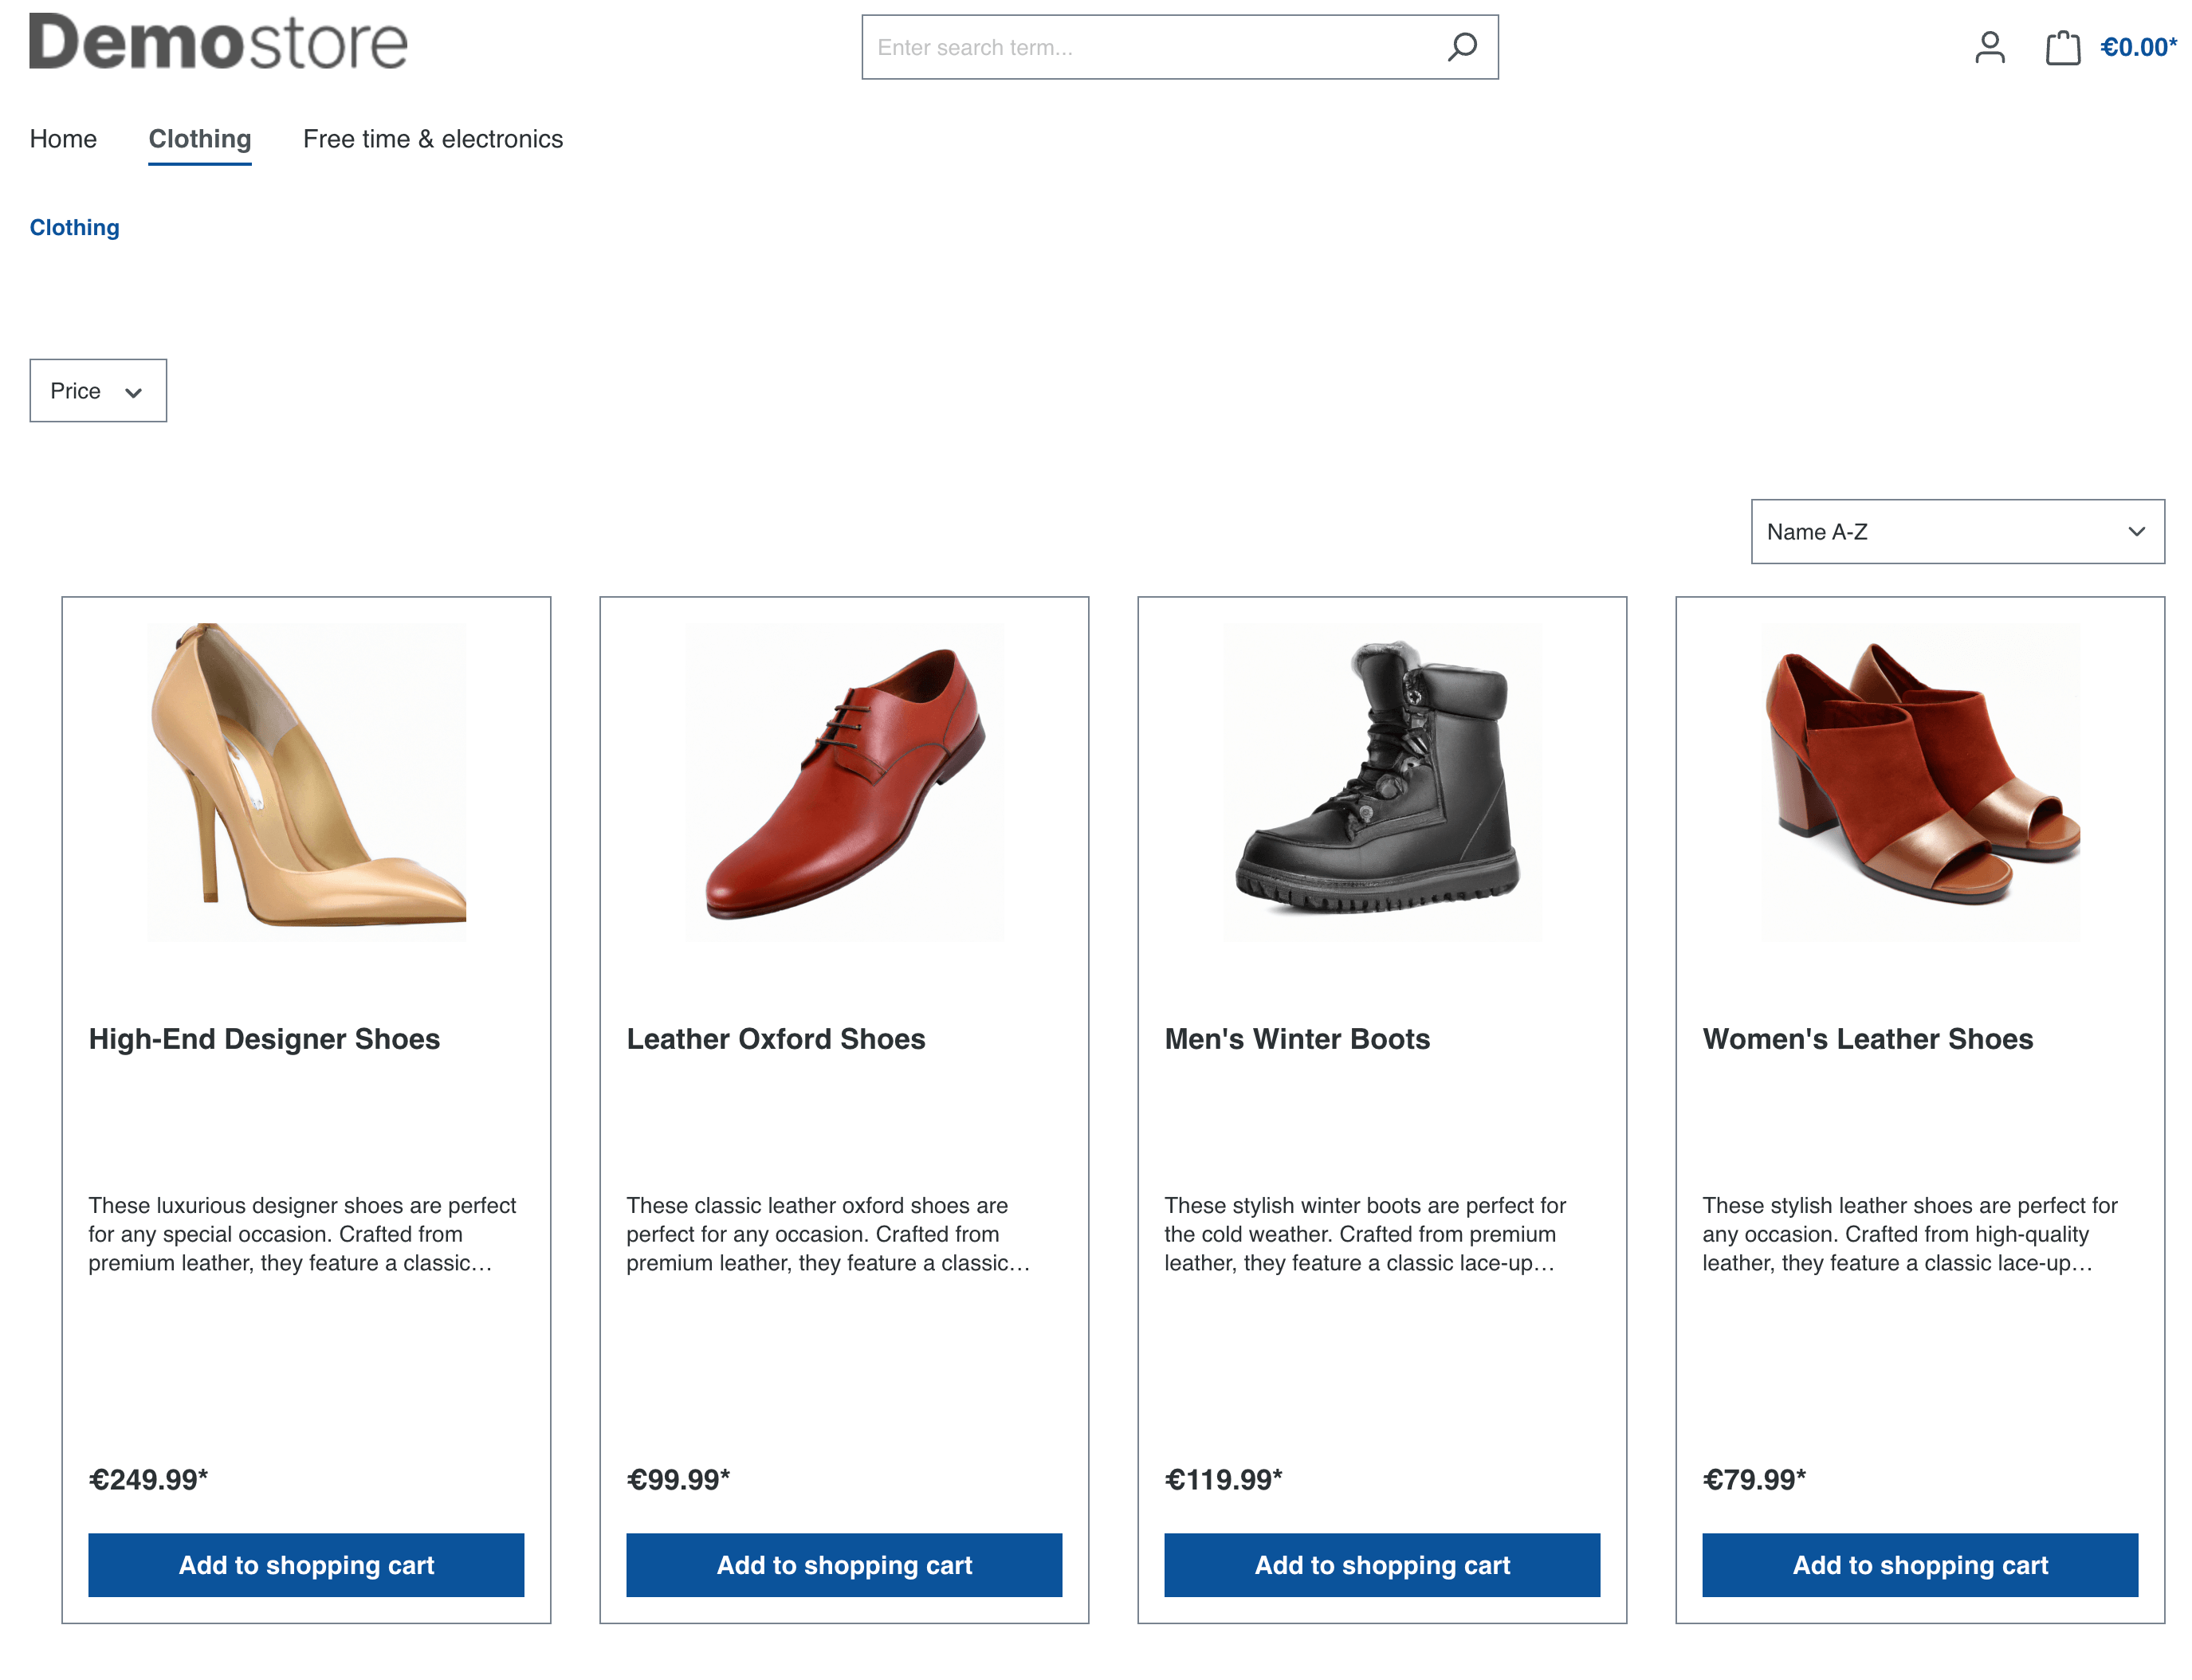 Demostore
Enter search term...
€0.00*
Home
Clothing
Free time & electronics
Clothing
Price
Name A-Z
High-End Designer Shoes
These luxurious designer shoes are perfect
for any special occasion. Crafted from
premium leather, they feature a classic…
€249.99*
Add to shopping cart
Leather Oxford Shoes
These classic leather oxford shoes are
perfect for any occasion. Crafted from
premium leather, they feature a classic…
€99.99*
Add to shopping cart
Men's Winter Boots
These stylish winter boots are perfect for
the cold weather. Crafted from premium
leather, they feature a classic lace-up…
€119.99*
Add to shopping cart
Women's Leather Shoes
These stylish leather shoes are perfect for
any occasion. Crafted from high-quality
leather, they feature a classic lace-up…
€79.99*
Add to shopping cart